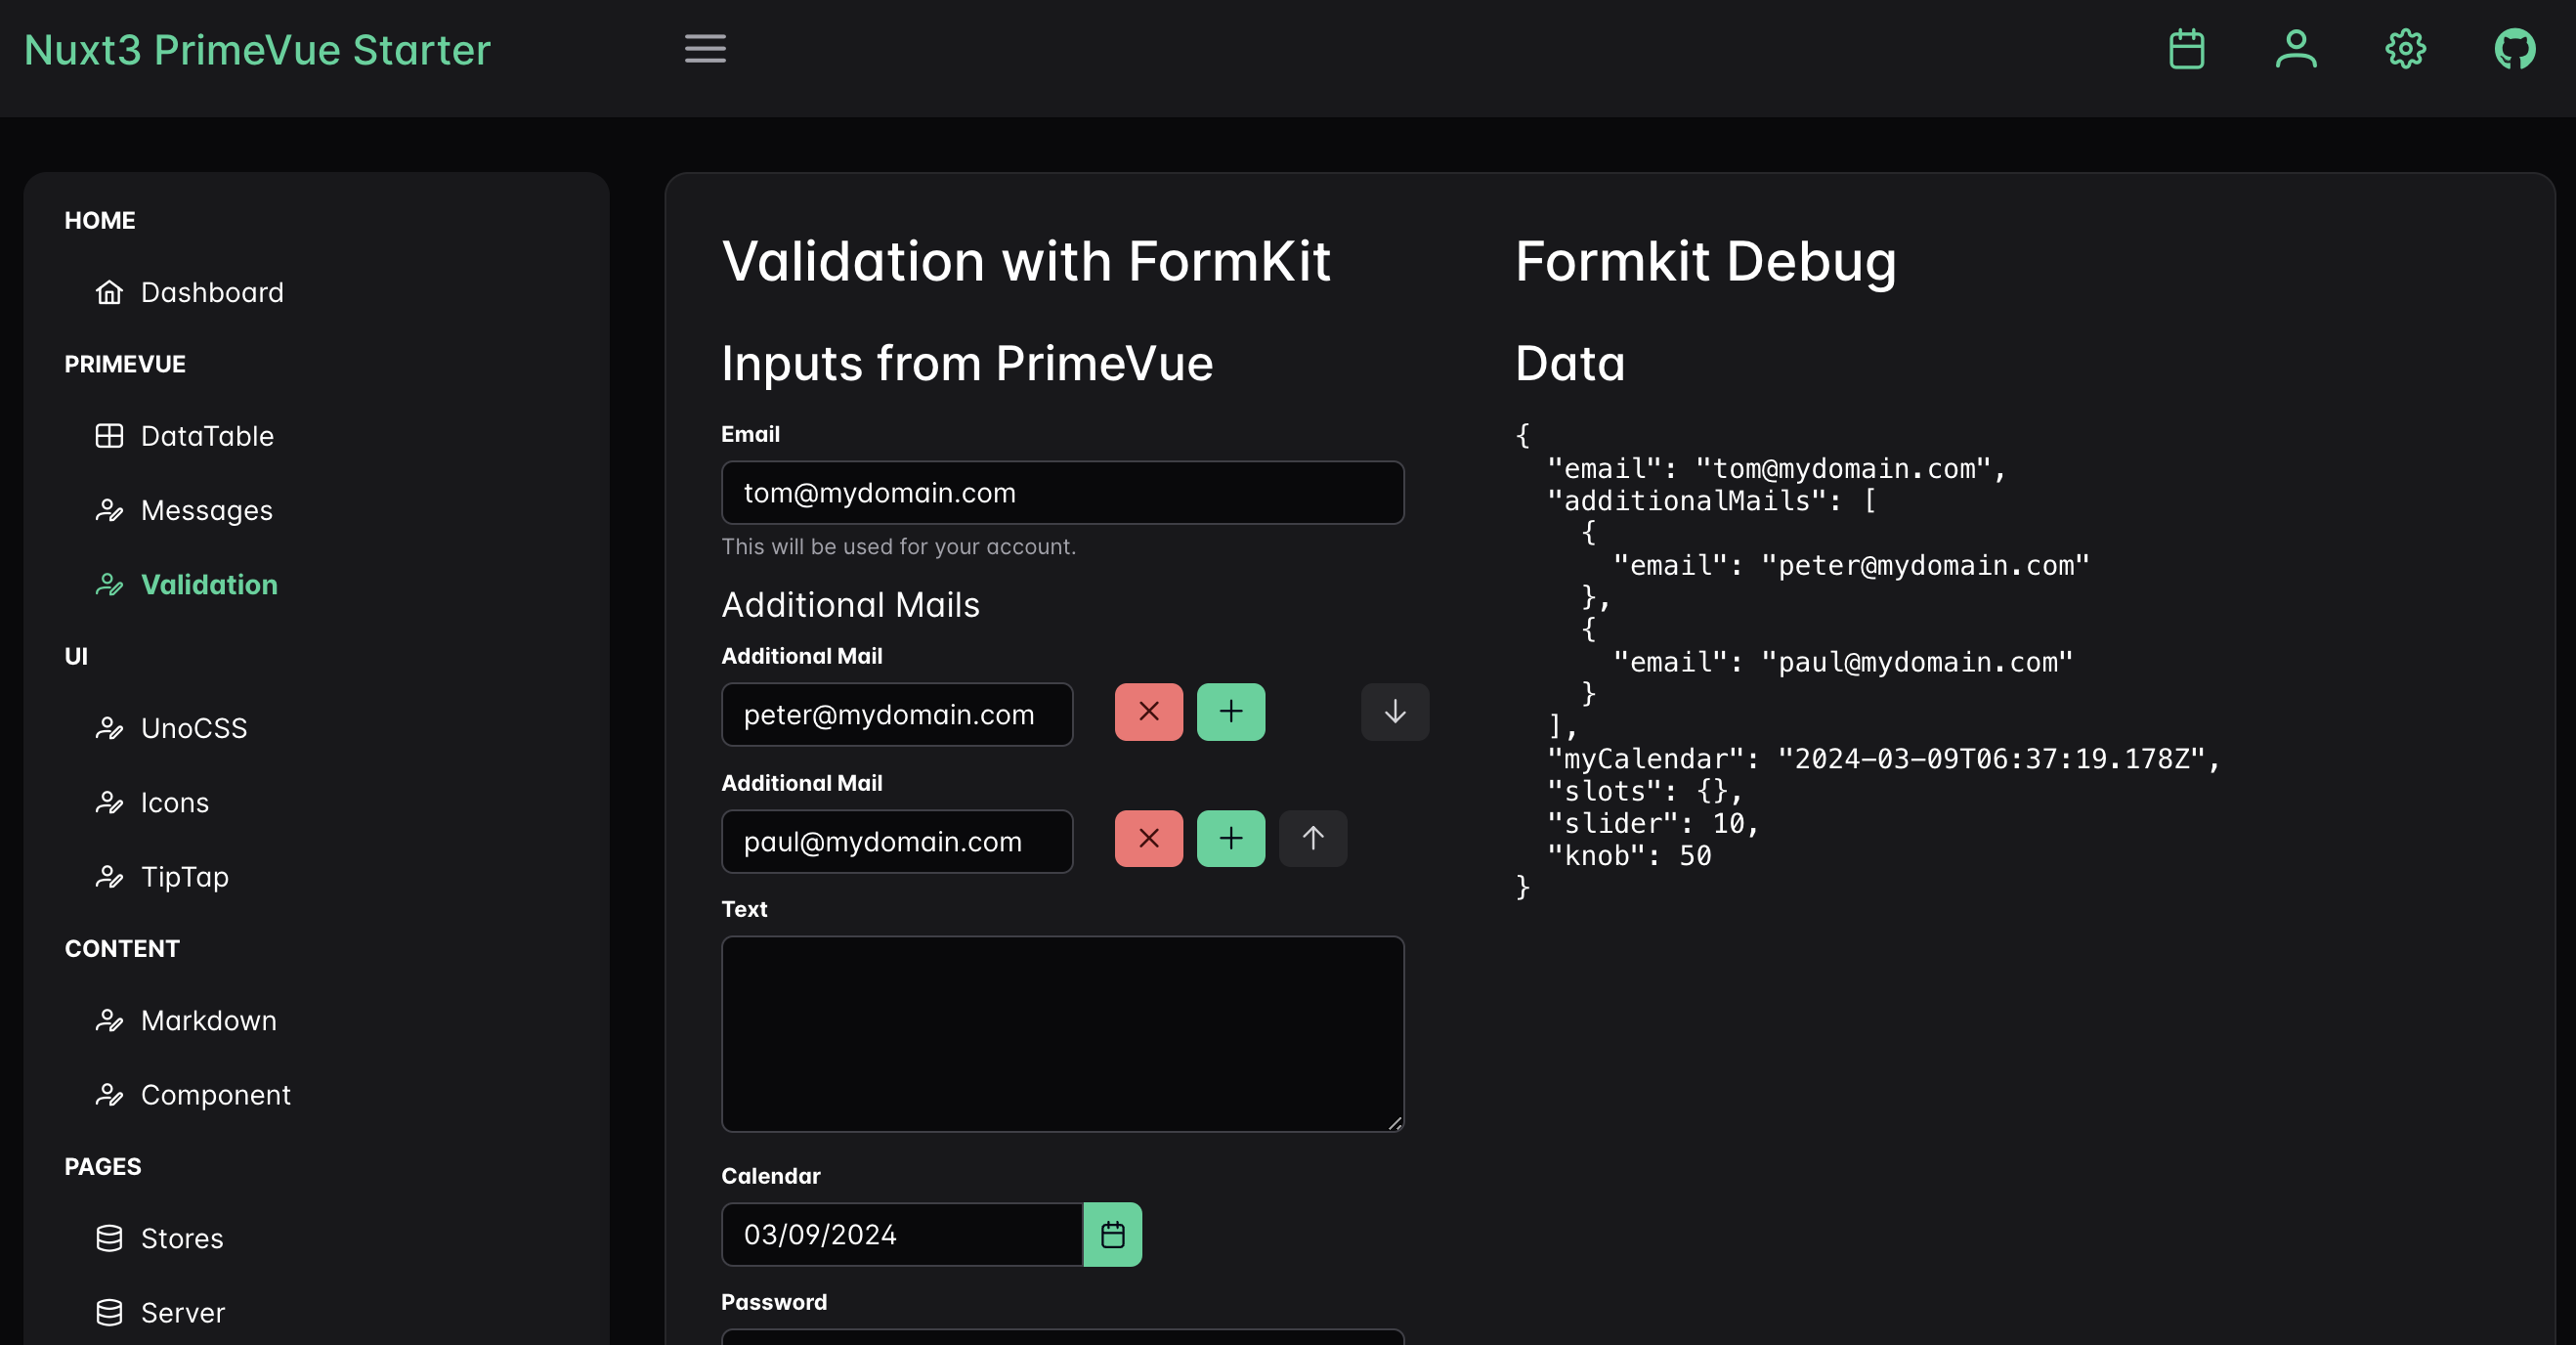 Nuxt3 PrimeVue Starter
HOME
Dashboard
PRIMEVUE
DataTable
Messages
Validation
UI
UnoCSS
Icons
TipTap
CONTENT
Markdown
Component
PAGES
Stores
Server
Validation with FormKit
Inputs from PrimeVue
Email
tom@mydomain.com
This will be used for your account.
Additional Mails
Additional Mail
peter@mydomain.com
Additional Mail
paul@mydomain.com
Text
Calendar
03/09/2024
Password
Formkit Debug
Data
{
  "email": "tom@mydomain.com",
  "additionalMails": [
    {
      "email": "peter@mydomain.com"
    },
    {
      "email": "paul@mydomain.com"
    }
  ],
  "myCalendar": "2024-03-09T06:37:19.178Z",
  "slots": {},
  "slider": 10,
  "knob": 50
}